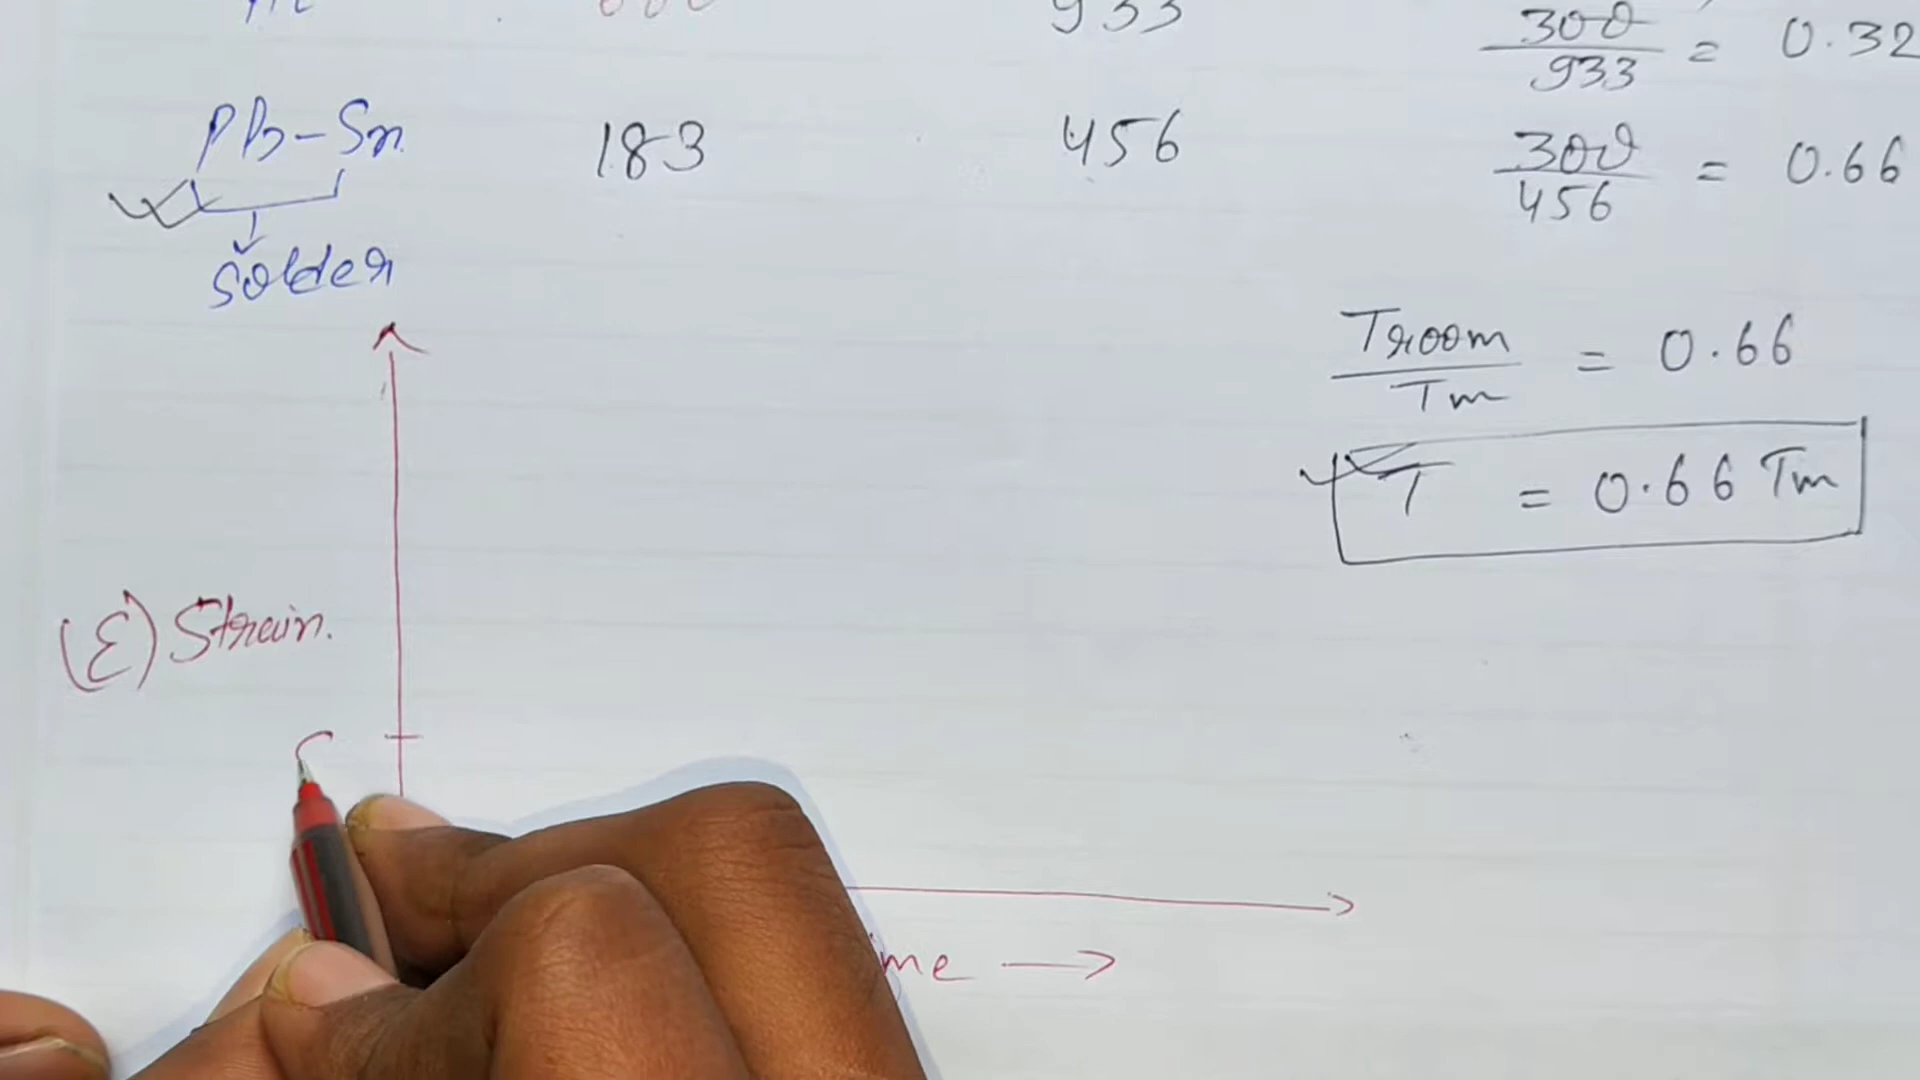 933
300/933 = 0.32
Pb-Sn 183 456 300/456 = 0.66
solder
Troom/Tm = 0.66
T = 0.66 Tm
(ε) Strain.